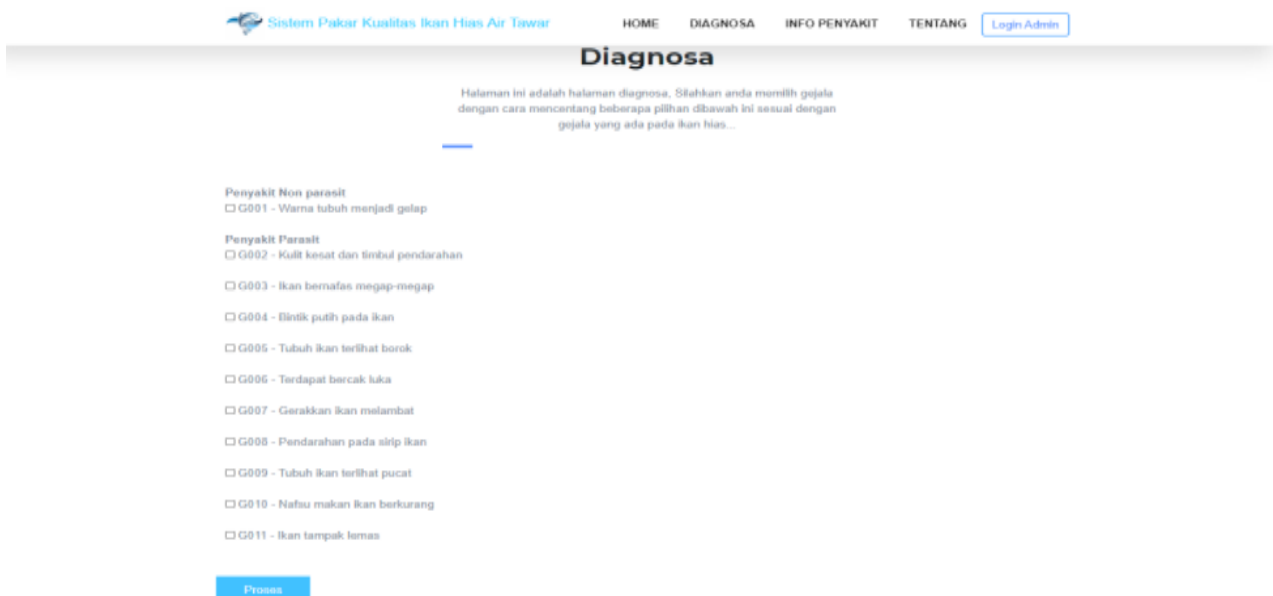 Sistem Pakar Kualitas Ikan Hias Air Tawar HOME DIAGNOSA INFO PENYAKIT TENTANG Login Admin
Diagnosa
Halaman ini adalah halaman diagnosa, Silahkan anda memilih gejala
dengan cara mencentang beberapa pilihan dibawah ini sesuai dengan
gejala yang ada pada ikan hias...
Penyakit Non parasit
G001 - Warna tubuh menjadi gelap
Penyakit Parasit
G002 - Kulit kesat dan timbul pendarahan
G003 - Ikan bernafas megap-megap
G004 - Bintik putih pada ikan
G005 - Tubuh ikan terlihat borok
G006 - Terdapat bercak luka
G007 - Gerakkan ikan melambat
G008 - Pendarahan pada sirip ikan
G009 - Tubuh ikan terlihat pucat
G010 - Nafsu makan Ikan berkurang
G011 - Ikan tampak lemas
Proses